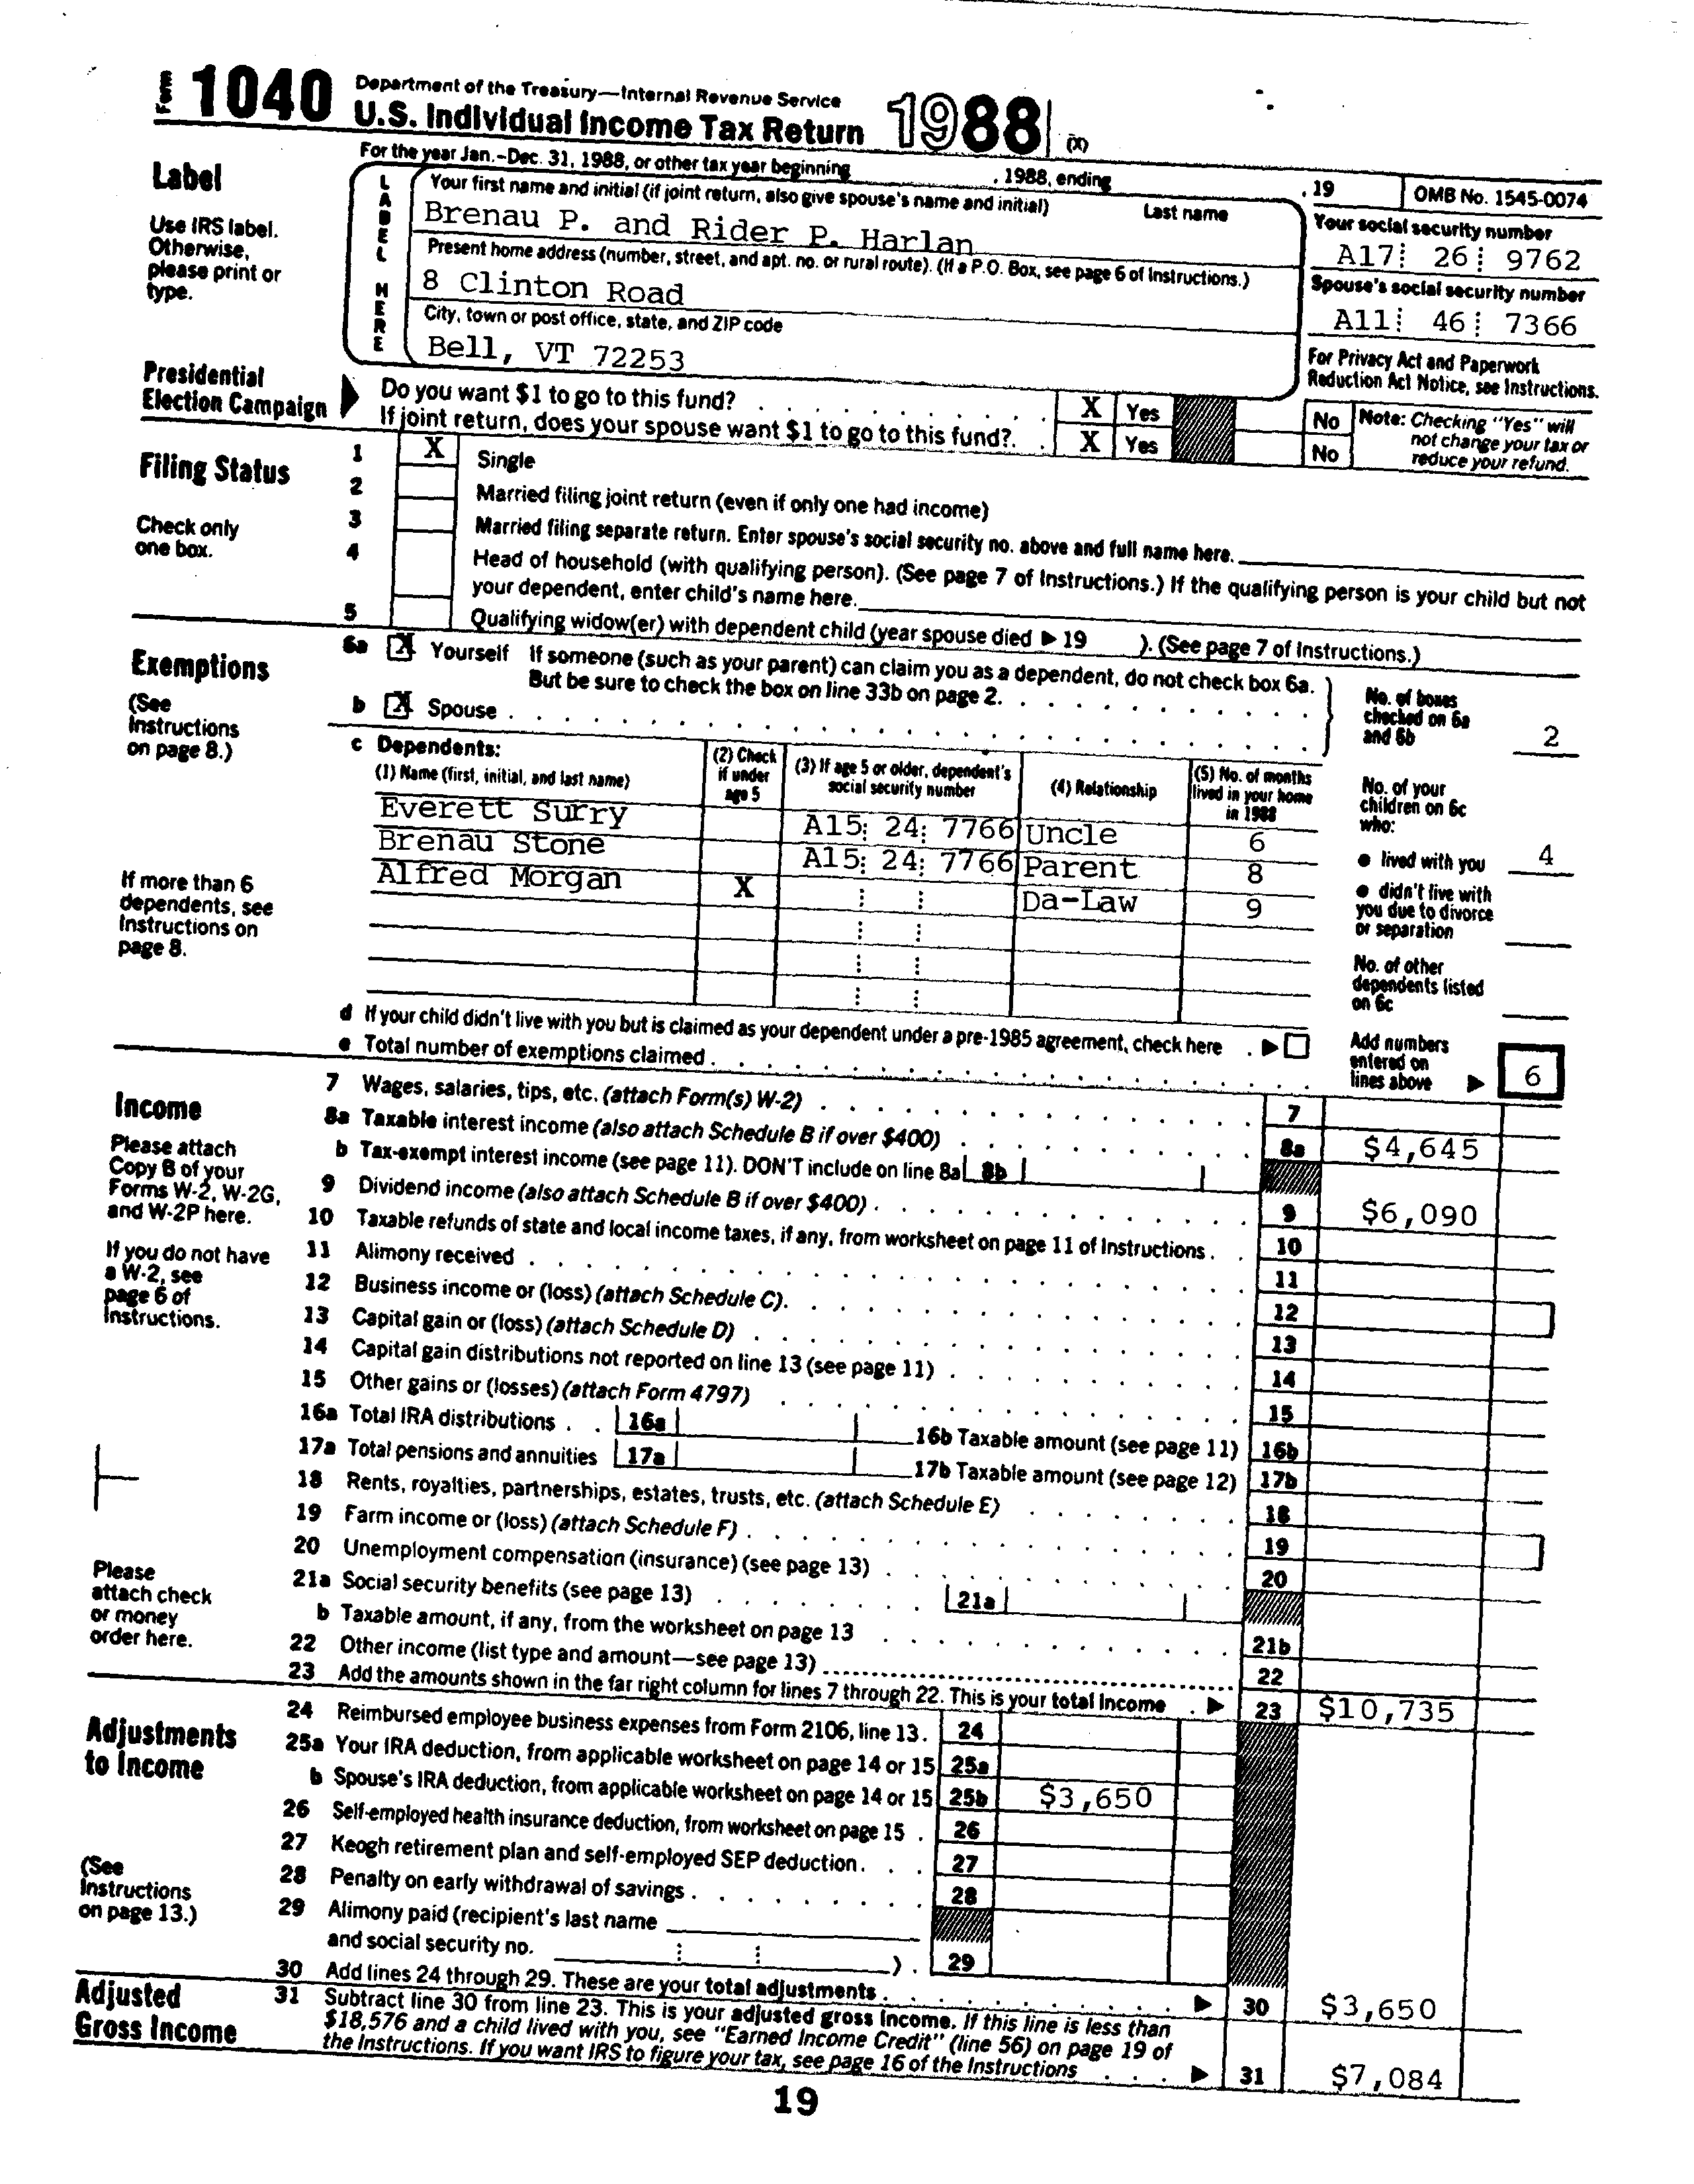 Form 1040 Department of the Treasury—Internal Revenue Service
U.S. Individual Income Tax Return 1988 (X)
For the year Jan.-Dec. 31, 1988, or other tax year beginning , 1988, ending , 19 OMB No. 1545-0074
Label
Use IRS label.
Otherwise,
please print or
type.
LABEL HERE
Your first name and initial (if joint return, also give spouse's name and initial) Last name
Brenau P. and Rider P. Harlan
Your social security number
A17 26 9762
Present home address (number, street, and apt. no. or rural route). (If a P.O. Box, see page 6 of Instructions.)
8 Clinton Road
Spouse's social security number
A11 46 7366
City, town or post office, state, and ZIP code
Bell, VT 72253
For Privacy Act and Paperwork
Reduction Act Notice, see Instructions.
Presidential
Election Campaign
Do you want $1 to go to this fund? X Yes No
If joint return, does your spouse want $1 to go to this fund? X Yes No
Note: Checking "Yes" will
not change your tax or
reduce your refund.
Filing Status
Check only
one box.
1 X Single
2 Married filing joint return (even if only one had income)
3 Married filing separate return. Enter spouse's social security no. above and full name here.
4 Head of household (with qualifying person). (See page 7 of Instructions.) If the qualifying person is your child but not
your dependent, enter child's name here.
5 Qualifying widow(er) with dependent child (year spouse died ▶ 19 ). (See page 7 of Instructions.)
Exemptions
(See
Instructions
on page 8.)
6a X Yourself If someone (such as your parent) can claim you as a dependent, do not check box 6a.
But be sure to check the box on line 33b on page 2.
b X Spouse
No. of boxes
checked on 6a
and 6b 2
c Dependents:
(1) Name (first, initial, and last name)
(2) Check
if under
age 5
(3) If age 5 or older, dependent's
social security number
(4) Relationship
(5) No. of months
lived in your home
in 1988
Everett Surry A15 24 7766 Uncle 6
Brenau Stone A15 24 7766 Parent 8
Alfred Morgan X Da-Law 9
If more than 6
dependents, see
Instructions on
page 8.
No. of your
children on 6c
who:
● lived with you 4
● didn't live with
you due to divorce
or separation
No. of other
dependents listed
on 6c
d If your child didn't live with you but is claimed as your dependent under a pre-1985 agreement, check here ▶
e Total number of exemptions claimed
Add numbers
entered on
lines above ▶ 6
Income
Please attach
Copy B of your
Forms W-2, W-2G,
and W-2P here.
If you do not have
a W-2, see
page 6 of
Instructions.
Please
attach check
or money
order here.
7 Wages, salaries, tips, etc. (attach Form(s) W-2) 7
8a Taxable interest income (also attach Schedule B if over $400) 8a $4,645
b Tax-exempt interest income (see page 11). DON'T include on line 8a 8b
9 Dividend income (also attach Schedule B if over $400) 9 $6,090
10 Taxable refunds of state and local income taxes, if any, from worksheet on page 11 of Instructions 10
11 Alimony received 11
12 Business income or (loss) (attach Schedule C) 12
13 Capital gain or (loss) (attach Schedule D) 13
14 Capital gain distributions not reported on line 13 (see page 11) 14
15 Other gains or (losses) (attach Form 4797) 15
16a Total IRA distributions 16a 16b Taxable amount (see page 11) 16b
17a Total pensions and annuities 17a 17b Taxable amount (see page 12) 17b
18 Rents, royalties, partnerships, estates, trusts, etc. (attach Schedule E) 18
19 Farm income or (loss) (attach Schedule F) 19
20 Unemployment compensation (insurance) (see page 13) 20
21a Social security benefits (see page 13) 21a
b Taxable amount, if any, from the worksheet on page 13 21b
22 Other income (list type and amount—see page 13) 22
23 Add the amounts shown in the far right column for lines 7 through 22. This is your total income ▶ 23 $10,735
Adjustments
to Income
(See
Instructions
on page 13.)
24 Reimbursed employee business expenses from Form 2106, line 13. 24
25a Your IRA deduction, from applicable worksheet on page 14 or 15 25a
b Spouse's IRA deduction, from applicable worksheet on page 14 or 15 25b $3,650
26 Self-employed health insurance deduction, from worksheet on page 15 26
27 Keogh retirement plan and self-employed SEP deduction 27
28 Penalty on early withdrawal of savings 28
29 Alimony paid (recipient's last name
and social security no. ). 29
30 Add lines 24 through 29. These are your total adjustments ▶ 30 $3,650
Adjusted
Gross Income
31 Subtract line 30 from line 23. This is your adjusted gross income. If this line is less than
$18,576 and a child lived with you, see "Earned Income Credit" (line 56) on page 19 of
the Instructions. If you want IRS to figure your tax, see page 16 of the Instructions ▶ 31 $7,084
19